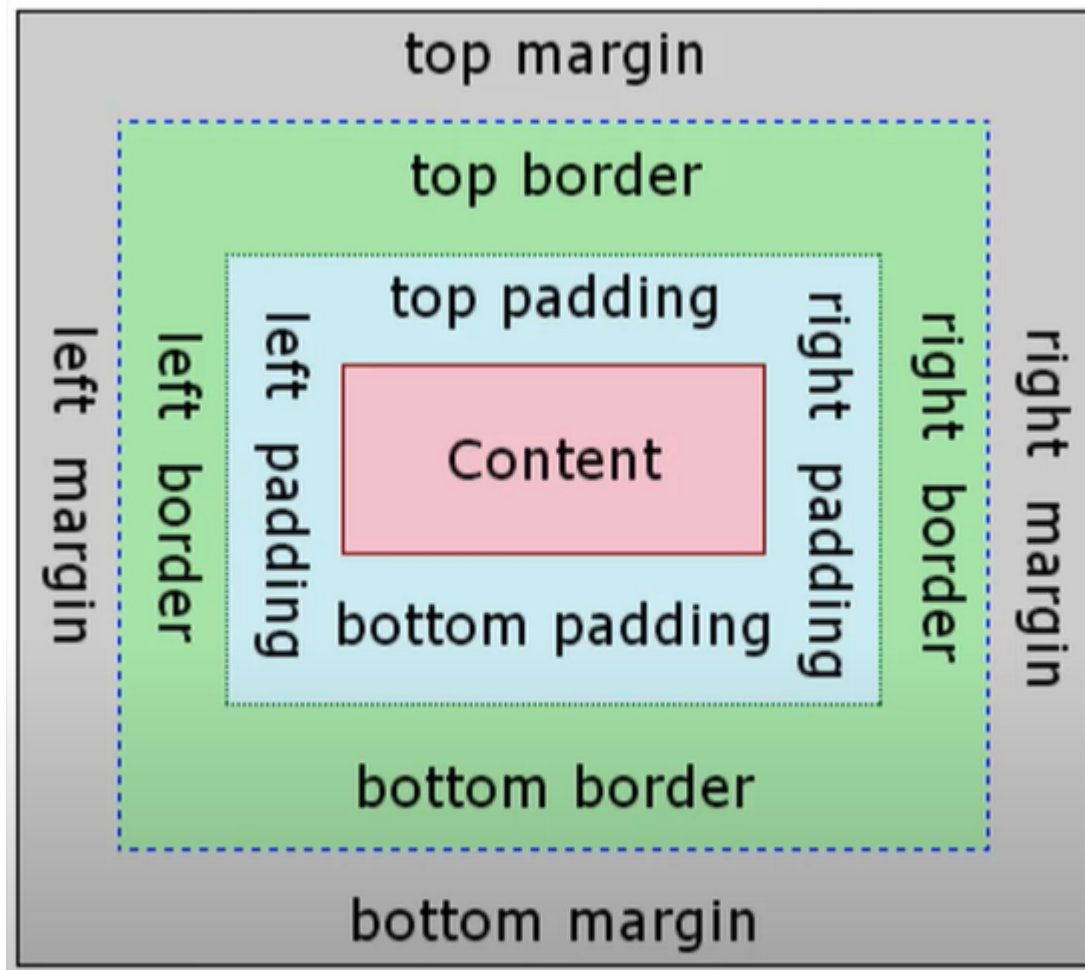 top margin
top border
top padding
left margin
left border
left padding
Content
right padding
right border
right margin
bottom padding
bottom border
bottom margin